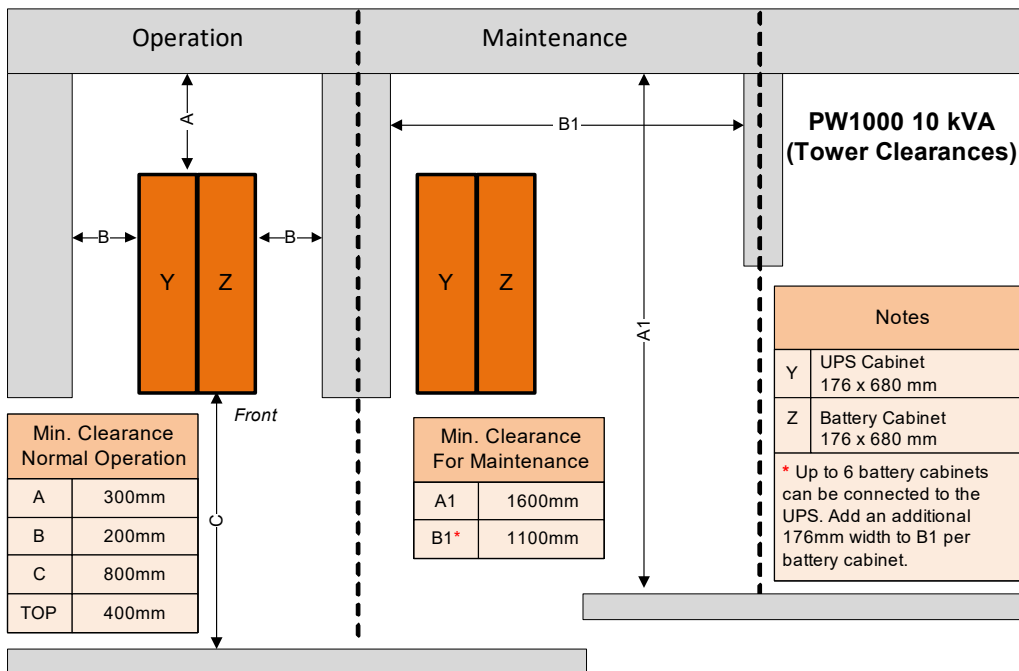 Operation
Maintenance
PW1000 10 kVA
(Tower Clearances)
A
B1
B
B
Y
Z
Y
Z
A1
Front
C
Min. Clearance
Normal Operation
A 300mm
B 200mm
C 800mm
TOP 400mm
Min. Clearance
For Maintenance
A1 1600mm
B1* 1100mm
Notes
Y UPS Cabinet
176 x 680 mm
Z Battery Cabinet
176 x 680 mm
* Up to 6 battery cabinets
can be connected to the
UPS. Add an additional
176mm width to B1 per
battery cabinet.